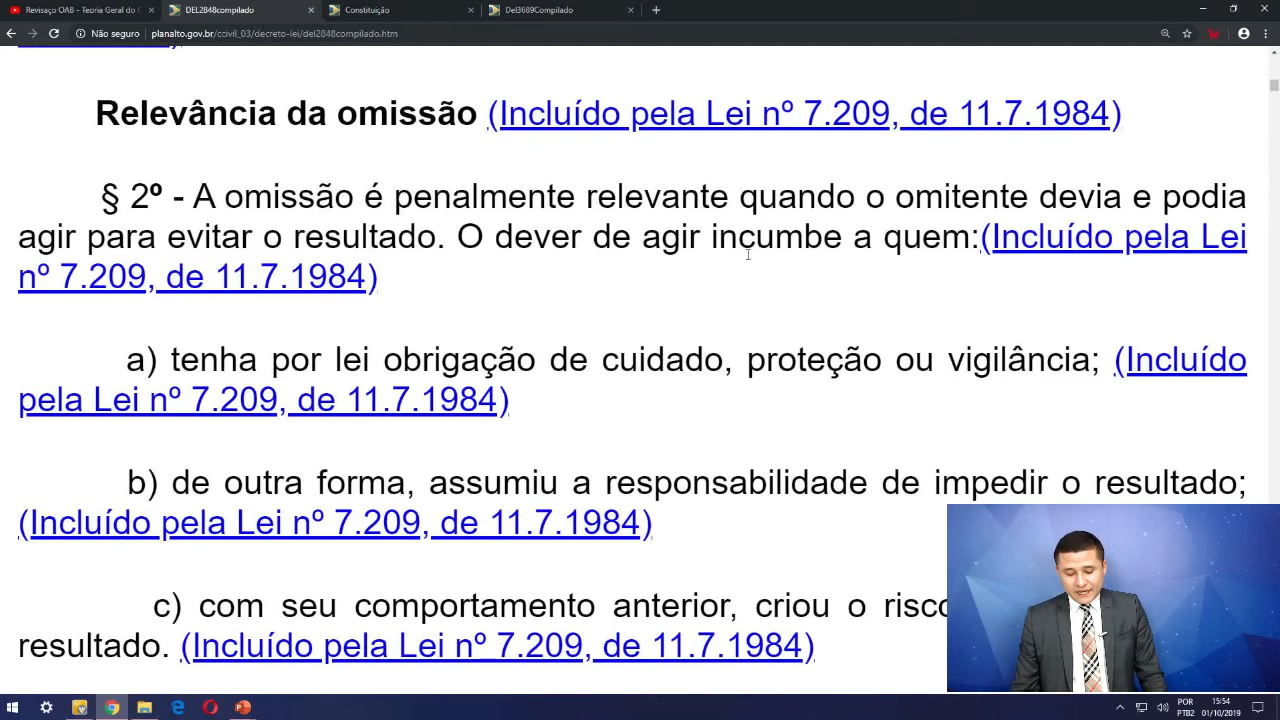 Revisaço OAB - Teoria Geral do C
DEL2848compilado
Constituição
Del3689Compilado
Não seguro | planalto.gov.br/ccivil_03/decreto-lei/del2848compilado.htm
Relevância da omissão (Incluído pela Lei nº 7.209, de 11.7.1984)
§ 2º - A omissão é penalmente relevante quando o omitente devia e podia
agir para evitar o resultado. O dever de agir incumbe a quem:(Incluído pela Lei
nº 7.209, de 11.7.1984)
a) tenha por lei obrigação de cuidado, proteção ou vigilância; (Incluído
pela Lei nº 7.209, de 11.7.1984)
b) de outra forma, assumiu a responsabilidade de impedir o resultado;
(Incluído pela Lei nº 7.209, de 11.7.1984)
c) com seu comportamento anterior, criou o risco
resultado. (Incluído pela Lei nº 7.209, de 11.7.1984)
POR
PTB2
15:54
01/10/2019